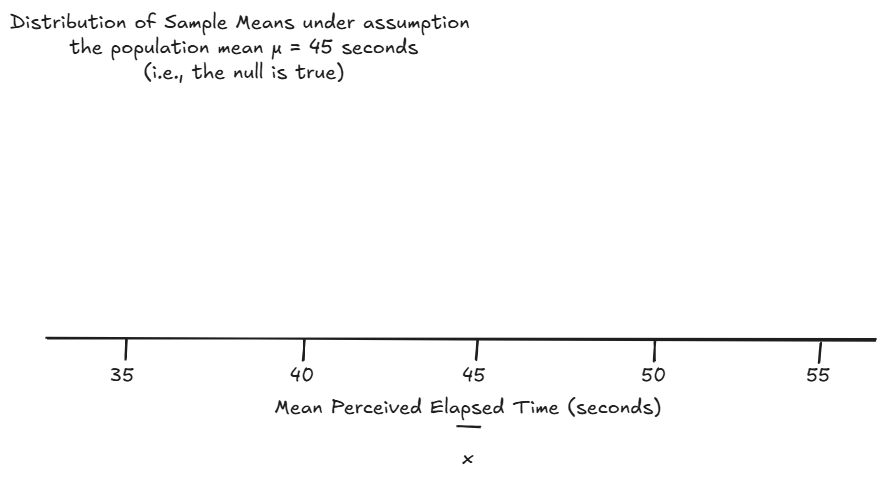 Distribution of Sample Means under assumption
the population mean μ = 45 seconds
(i.e., the null is true)
35 40 45 50 55
Mean Perceived Elapsed Time (seconds)
x̄